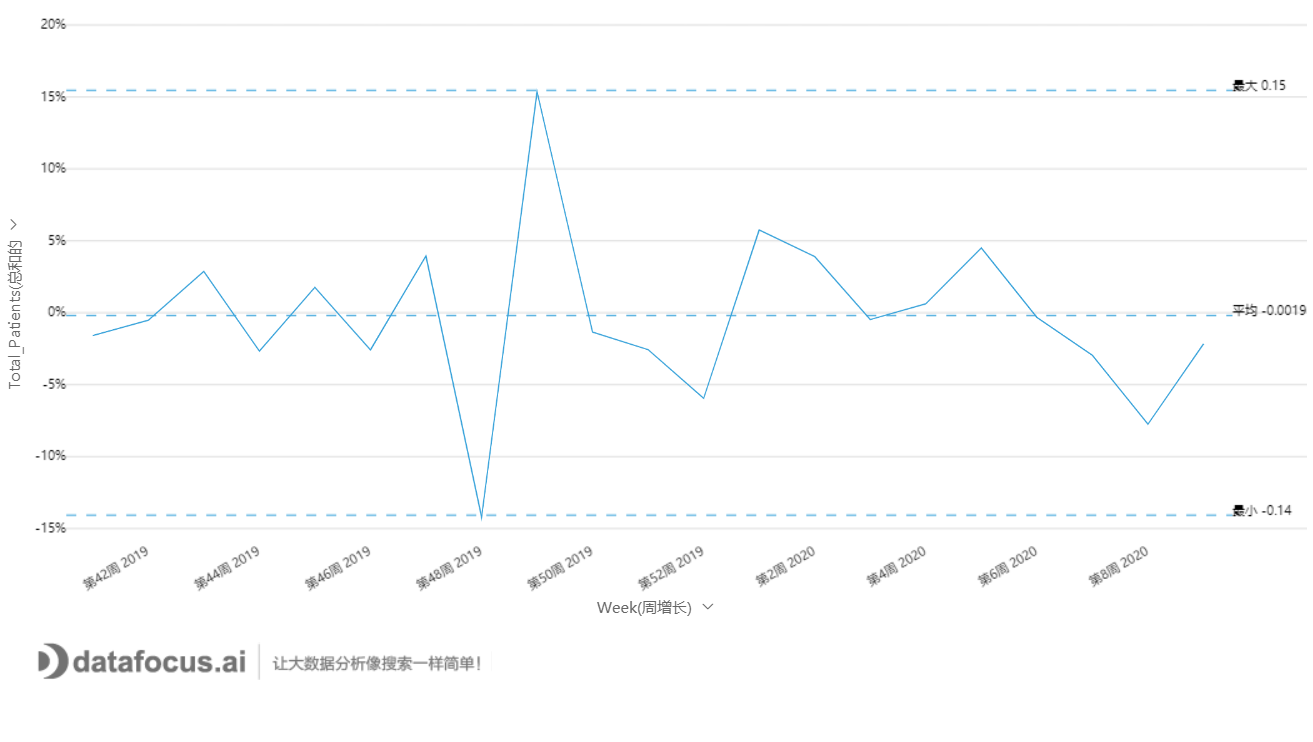 20%
最大 0.15
15%
10%
5%
0%
平均 -0.0019
-5%
-10%
最小 -0.14
-15%
Total_Patients(总和的
第42周 2019
第44周 2019
第46周 2019
第48周 2019
第50周 2019
第52周 2019
第2周 2020
第4周 2020
第6周 2020
第8周 2020
Week(周增长)
datafocus.ai
让大数据分析像搜索一样简单!